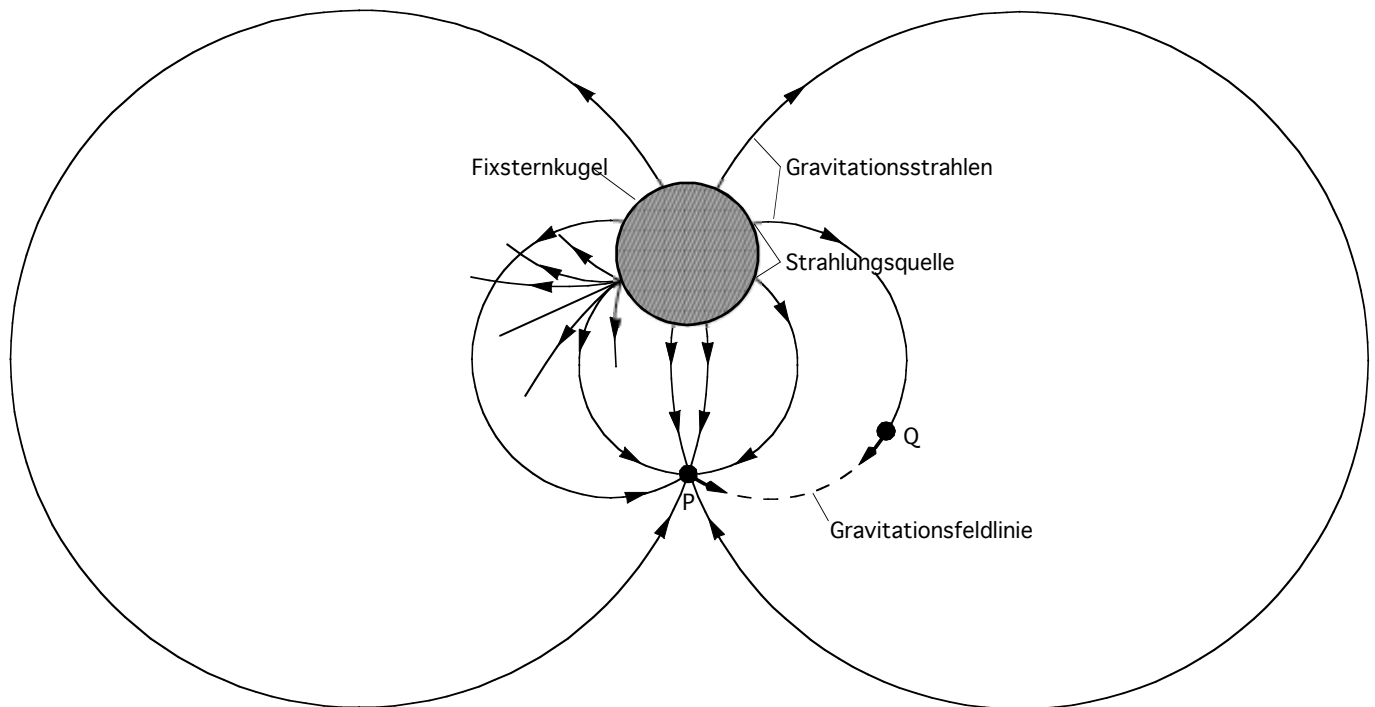 Fixsternkugel
Gravitationsstrahlen
Strahlungsquelle
Q
P
Gravitationsfeldlinie